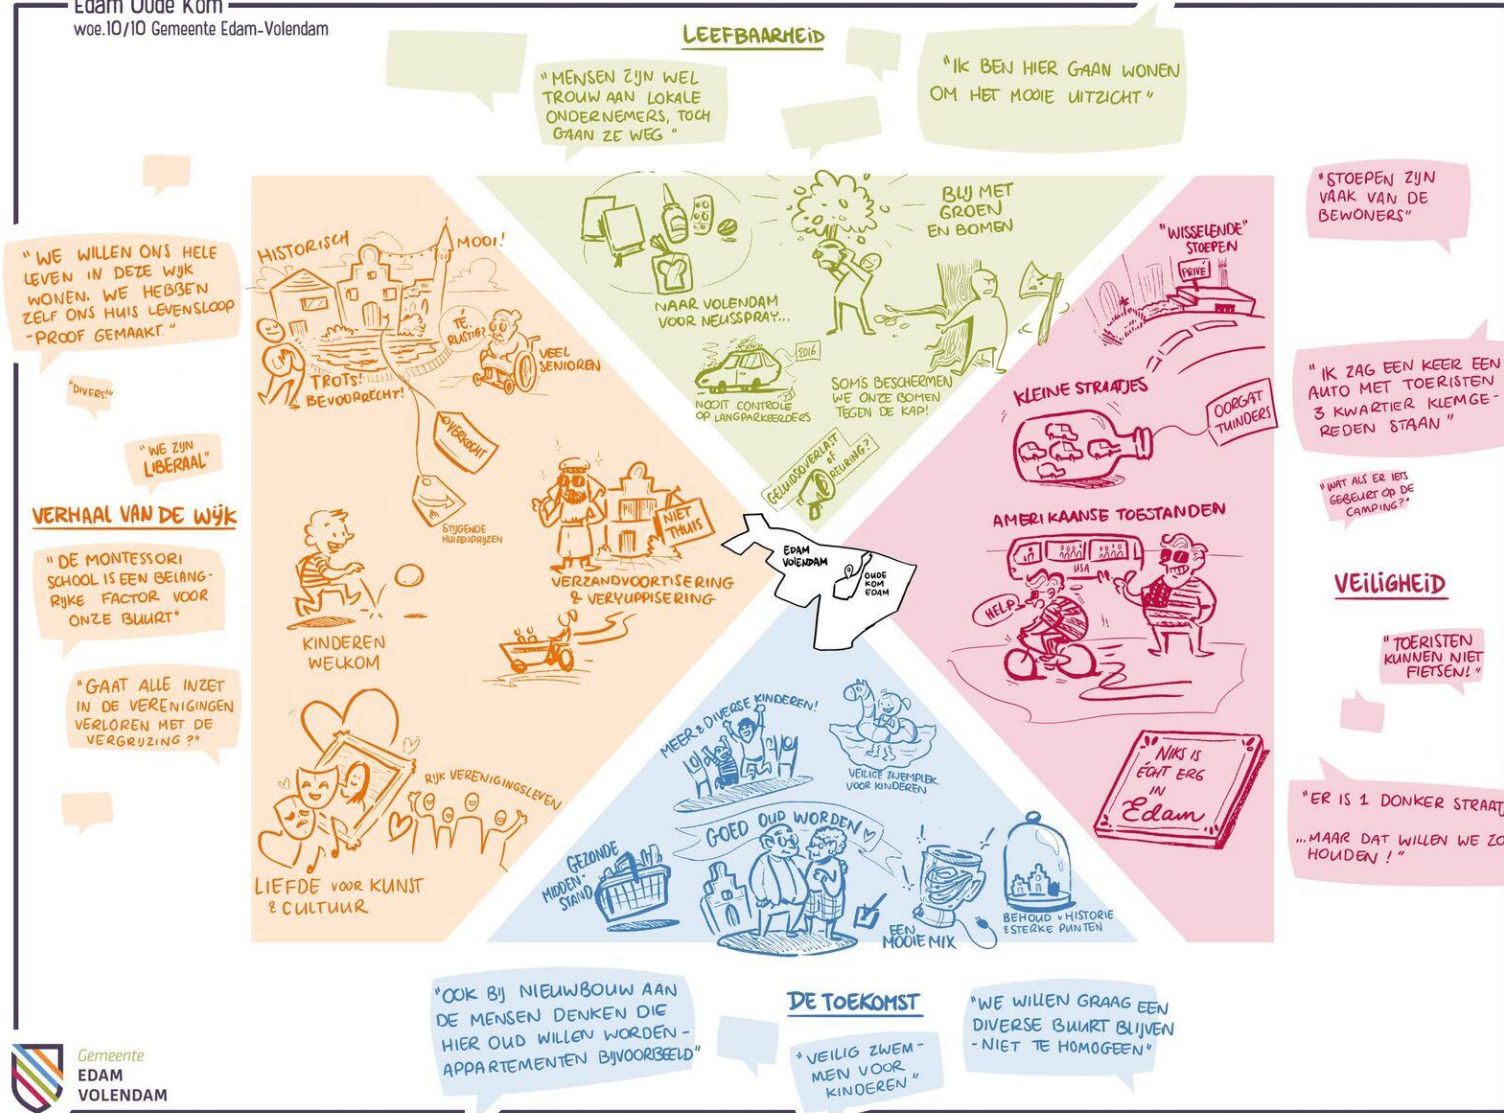 Edam Oude Kom
woe.10/10 Gemeente Edam-Volendam
LEEFBAARHEID
"MENSEN ZIJN WEL
TROUW AAN LOKALE
ONDERNEMERS, TOCH
GAAN ZE WEG"
"IK BEN HIER GAAN WONEN
OM HET MOOIE UITZICHT"
NAAR VOLENDAM
VOOR NEUSSPRAY...
BLIJ MET
GROEN
EN BOMEN
2016
NOOIT CONTROLE
OP LANGPARKEERDERS
SOMS BESCHERMEN
WE ONZE BOMEN
TEGEN DE KAP!
GELUIDSOVERLAST
OF
REURING?
"WE WILLEN ONS HELE
LEVEN IN DEZE WIJK
WONEN. WE HEBBEN
ZELF ONS HUIS LEVENSLOOP
-PROOF GEMAAKT."
"DIVERS!"
"WE ZIJN
LIBERAAL"
VERHAAL VAN DE WIJK
"DE MONTESSORI
SCHOOL IS EEN BELANG-
RIJKE FACTOR VOOR
ONZE BUURT"
"GAAT ALLE INZET
IN DE VERENIGINGEN
VERLOREN MET DE
VERGRIJZING?"
HISTORISCH
MOOI!
TÉ
RUSTIG?
VEEL
SENIOREN
TROTS!
BEVOORRECHT!
VERKOCHT
STIJGENDE
HUIZENPRIJZEN
NIET
THUIS
VERZANDVOORTISERING
& VERYUPPISERING
KINDEREN
WELKOM
RIJK VERENIGINGSLEVEN
LIEFDE VOOR KUNST
& CULTUUR
EDAM
VOLENDAM
OUDE
KOM
EDAM
"STOEPEN ZIJN
VAAK VAN DE
BEWONERS"
"WISSELENDE"
STOEPEN
PRIVÉ
KLEINE STRAATJES
OORGAT
TUINDERS
"IK ZAG EEN KEER EEN
AUTO MET TOERISTEN
3 KWARTIER KLEMGE-
REDEN STAAN"
"WAT ALS ER IETS
GEBEURT OP DE
CAMPING?"
AMERIKAANSE TOESTANDEN
USA
HELP
VEILIGHEID
"TOERISTEN
KUNNEN NIET
FIETSEN!"
NIKS IS
ÉCHT ERG
IN
Edam
"ER IS 1 DONKER STRAATJ
...MAAR DAT WILLEN WE ZO
HOUDEN!"
MEER & DIVERSE KINDEREN!
VEILIGE ZWEMPLEK
VOOR KINDEREN
GOED OUD WORDEN
GEZONDE
MIDDEN-
STAND
EEN
MOOIE MIX
BEHOUD V HISTORIE
& STERKE PUNTEN
DE TOEKOMST
"OOK BIJ NIEUWBOUW AAN
DE MENSEN DENKEN DIE
HIER OUD WILLEN WORDEN -
APPARTEMENTEN BIJVOORBEELD"
"VEILIG ZWEM-
MEN VOOR
KINDEREN"
"WE WILLEN GRAAG EEN
DIVERSE BUURT BLIJVEN
- NIET TE HOMOGEEN"
Gemeente
EDAM
VOLENDAM